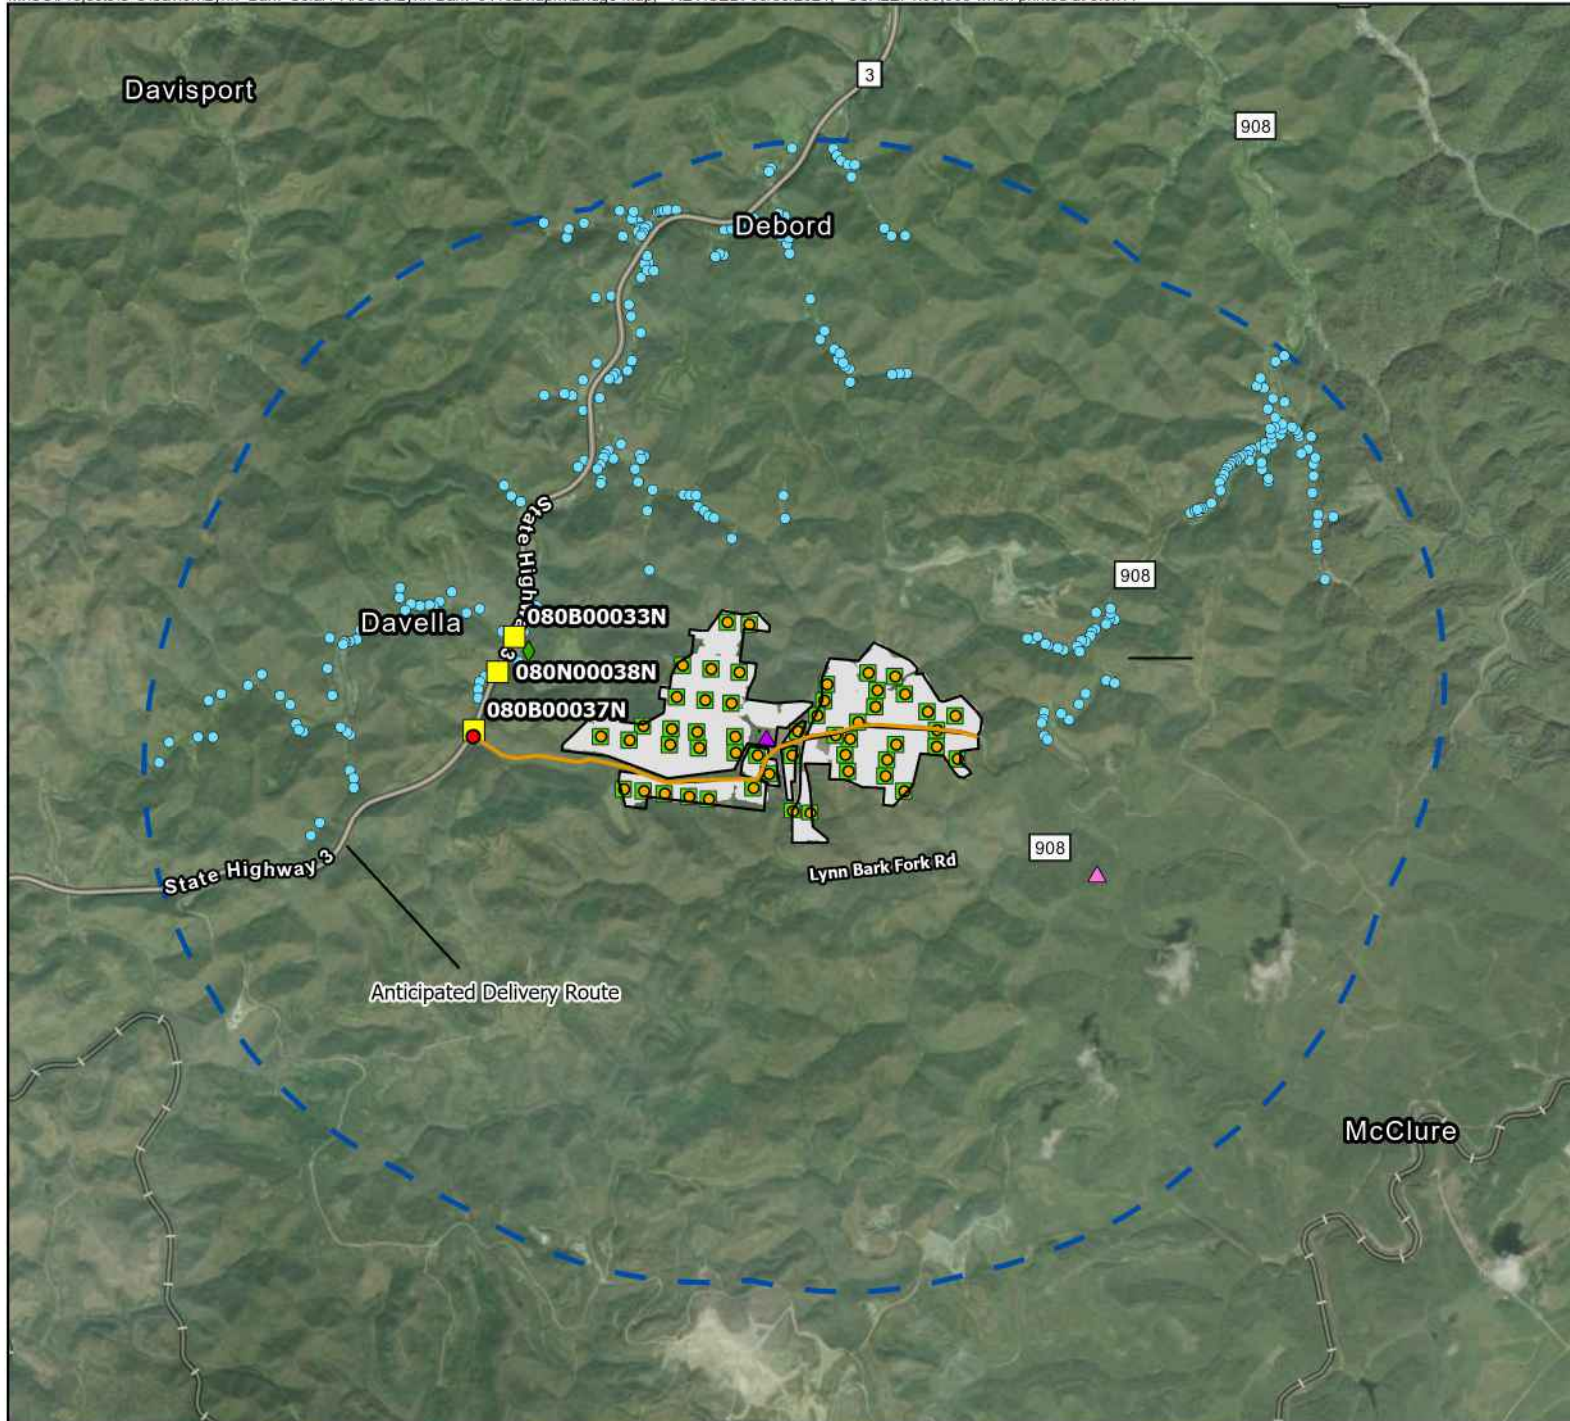 3
Davisport
908
Debord
State Highway 3
908
080B00033N
Davella
080N00038N
080B00037N
908
Lynn Bark Fork Rd
State Highway 3
Anticipated Delivery Route
McClure